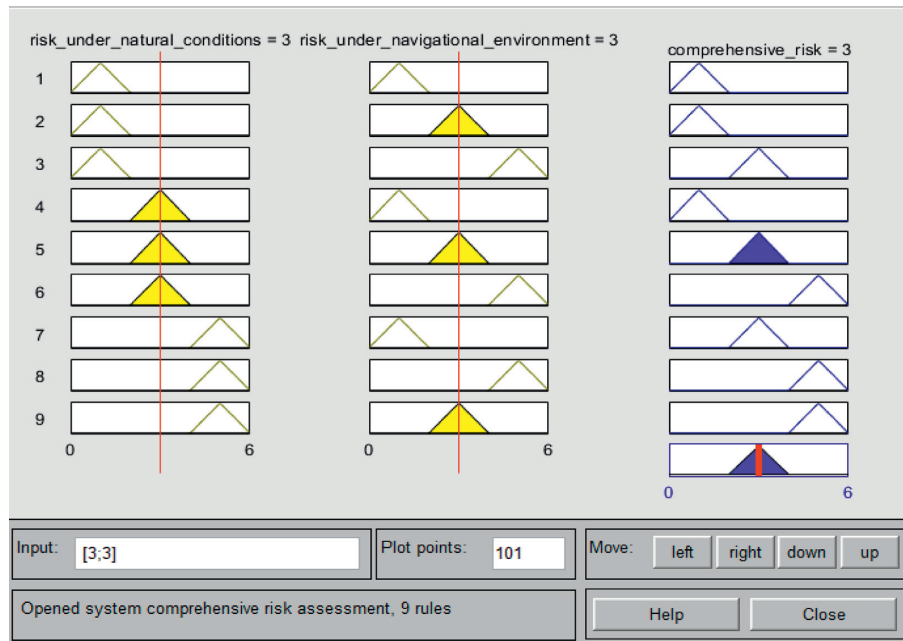 risk_under_natural_conditions = 3 risk_under_navigational_environment = 3
comprehensive_risk = 3
1
2
3
4
5
6
7
8
9
0 6 0 6
0 6
Input: [3;3] Plot points: 101 Move: left right down up
Opened system comprehensive risk assessment, 9 rules
Help Close